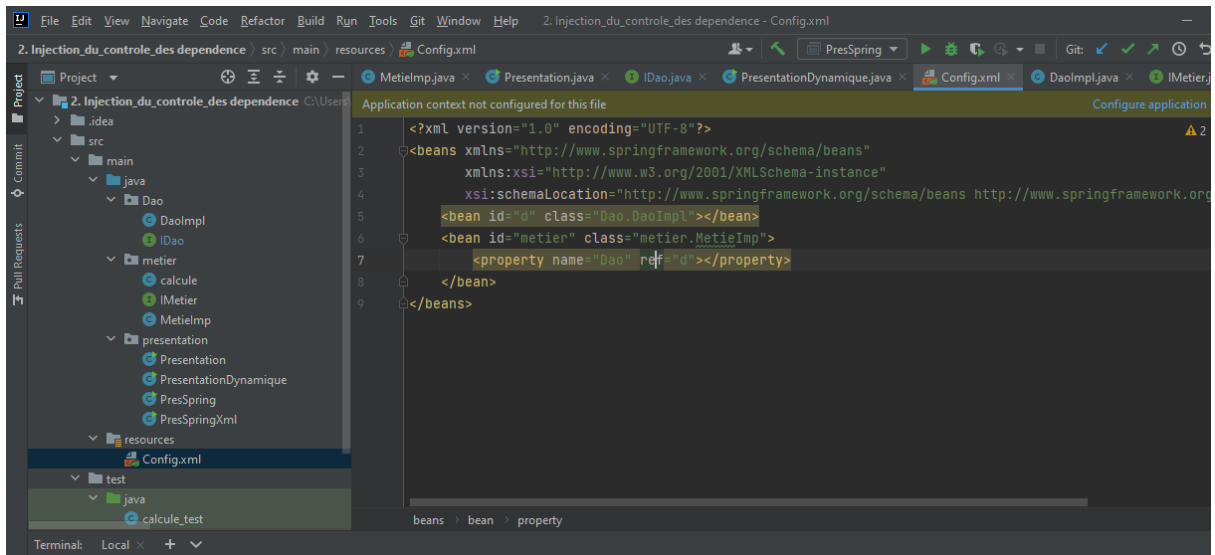 File Edit View Navigate Code Refactor Build Run Tools Git Window Help 2. Injection_du_controle_des dependence - Config.xml
2. Injection_du_controle_des dependence src main resources Config.xml PresSpring Git:
Project MetieImp.java Presentation.java IDao.java PresentationDynamique.java Config.xml DaoImpl.java IMetier.j
2. Injection_du_controle_des dependence C:\Users\
Application context not configured for this file Configure application
.idea
src
main
java
Dao
DaoImpl
IDao
metier
calcule
IMetier
MetieImp
presentation
Presentation
PresentationDynamique
PresSpring
PresSpringXml
resources
Config.xml
test
java
calcule_test
Project
Commit
Pull Requests
1 <?xml version="1.0" encoding="UTF-8"?>
2 <beans xmlns="http://www.springframework.org/schema/beans"
3 xmlns:xsi="http://www.w3.org/2001/XMLSchema-instance"
4 xsi:schemaLocation="http://www.springframework.org/schema/beans http://www.springframework.org
5 <bean id="d" class="Dao.DaoImpl"></bean>
6 <bean id="metier" class="metier.MetieImp">
7 <property name="Dao" ref="d"></property>
8 </bean>
9 </beans>
2
beans bean property
Terminal: Local